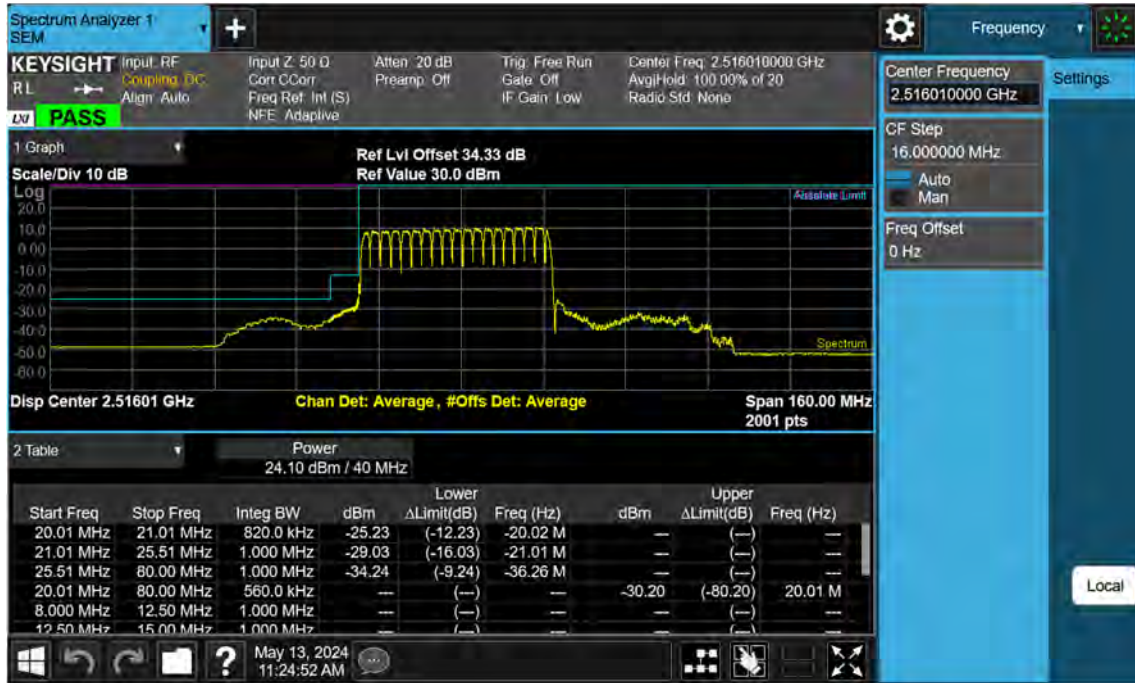 Spectrum Analyzer 1
SEM
+
Frequency
KEYSIGHT
RL
LXI
PASS
Input: RF
Coupling: DC
Align: Auto
Input Z: 50 Ω
Corr CCorr
Freq Ref: Int (S)
NFE: Adaptive
Atten: 20 dB
Preamp: Off
Trig: Free Run
Gate: Off
IF Gain: Low
Center Freq: 2.516010000 GHz
Avg|Hold: 100.00% of 20
Radio Std: None
Center Frequency
2.516010000 GHz
Settings
CF Step
16.000000 MHz
Auto
Man
Freq Offset
0 Hz
Local
1 Graph
Scale/Div 10 dB
Ref Lvl Offset 34.33 dB
Ref Value 30.0 dBm
Log
Absolute Limit
20.0
10.0
0.00
-10.0
-20.0
-30.0
-40.0
-50.0
-60.0
Spectrum
Disp Center 2.51601 GHz
Chan Det: Average, #Offs Det: Average
Span 160.00 MHz
2001 pts
2 Table
Power
24.10 dBm / 40 MHz
Lower Upper
Start Freq Stop Freq Integ BW dBm ΔLimit(dB) Freq (Hz) dBm ΔLimit(dB) Freq (Hz)
20.01 MHz 21.01 MHz 820.0 kHz -25.23 (-12.23) -20.02 M --- (---) ---
21.01 MHz 25.51 MHz 1.000 MHz -29.03 (-16.03) -21.01 M --- (---) ---
25.51 MHz 80.00 MHz 1.000 MHz -34.24 (-9.24) -36.26 M --- (---) ---
20.01 MHz 80.00 MHz 560.0 kHz --- (---) --- -30.20 (-80.20) 20.01 M
8.000 MHz 12.50 MHz 1.000 MHz --- (---) --- --- (---) ---
12.50 MHz 15.00 MHz 1.000 MHz --- (---) --- --- (---) ---
?
May 13, 2024
11:24:52 AM